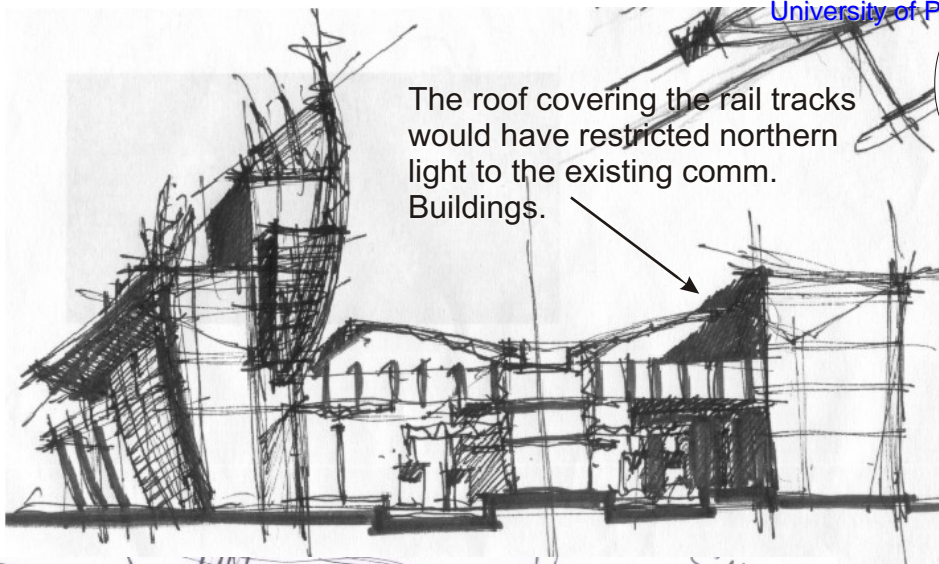 University of P
The roof covering the rail tracks
would have restricted northern
light to the existing comm.
Buildings.